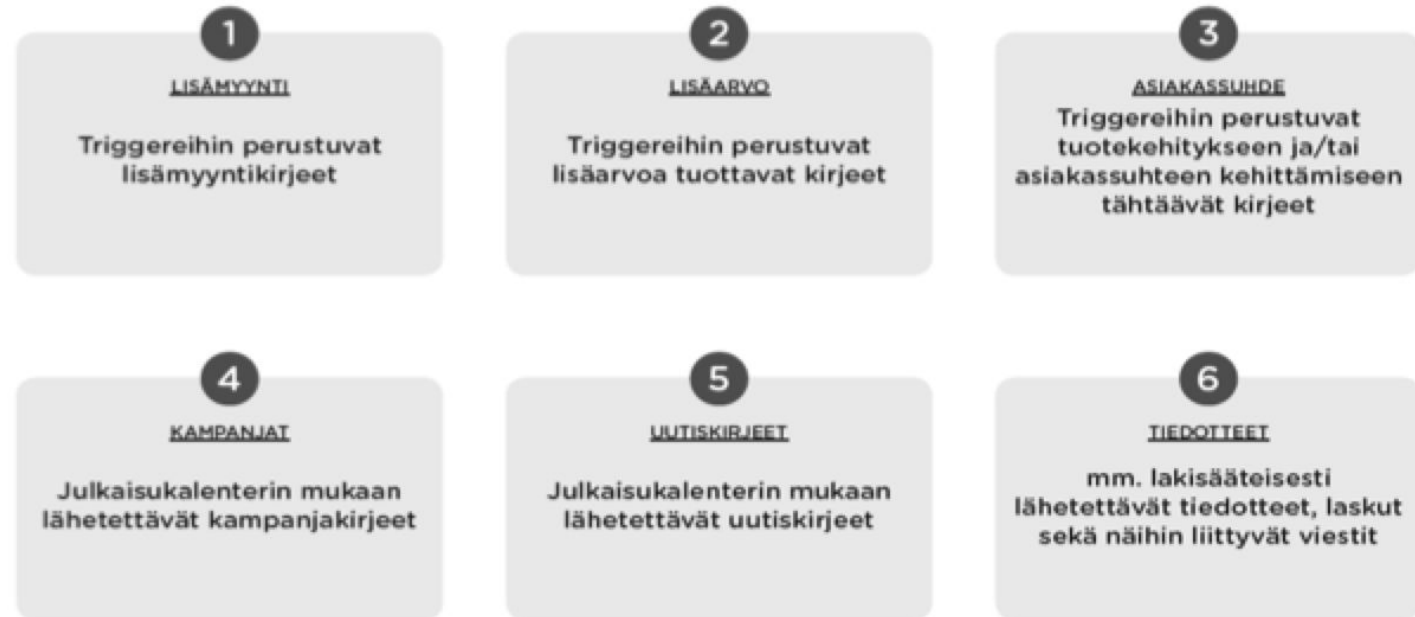 1
LISÄMYYNTI
Triggereihin perustuvat
lisämyyntikirjeet
2
LISÄARVO
Triggereihin perustuvat
lisäarvoa tuottavat kirjeet
3
ASIAKASSUHDE
Triggereihin perustuvat
tuotekehitykseen ja/tai
asiakassuhteen kehittämiseen
tähtäävät kirjeet
4
KAMPANJAT
Julkaisukalenterin mukaan
lähetettävät kampanjakirjeet
5
UUTISKIRJEET
Julkaisukalenterin mukaan
lähetettävät uutiskirjeet
6
TIEDOTTEET
mm. lakisääteisesti
lähetettävät tiedotteet, laskut
sekä näihin liittyvät viestit